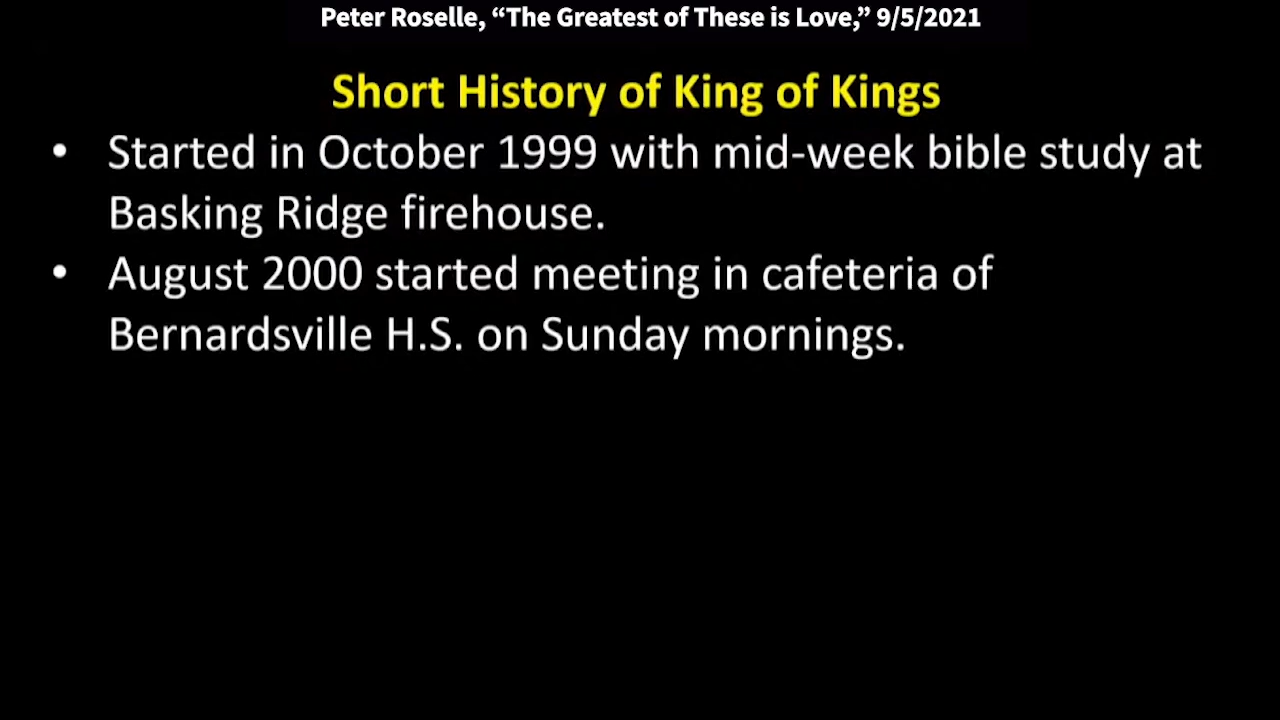 Peter Roselle, “The Greatest of These is Love,” 9/5/2021
Short History of King of Kings
• Started in October 1999 with mid-week bible study at
Basking Ridge firehouse.
• August 2000 started meeting in cafeteria of
Bernardsville H.S. on Sunday mornings.